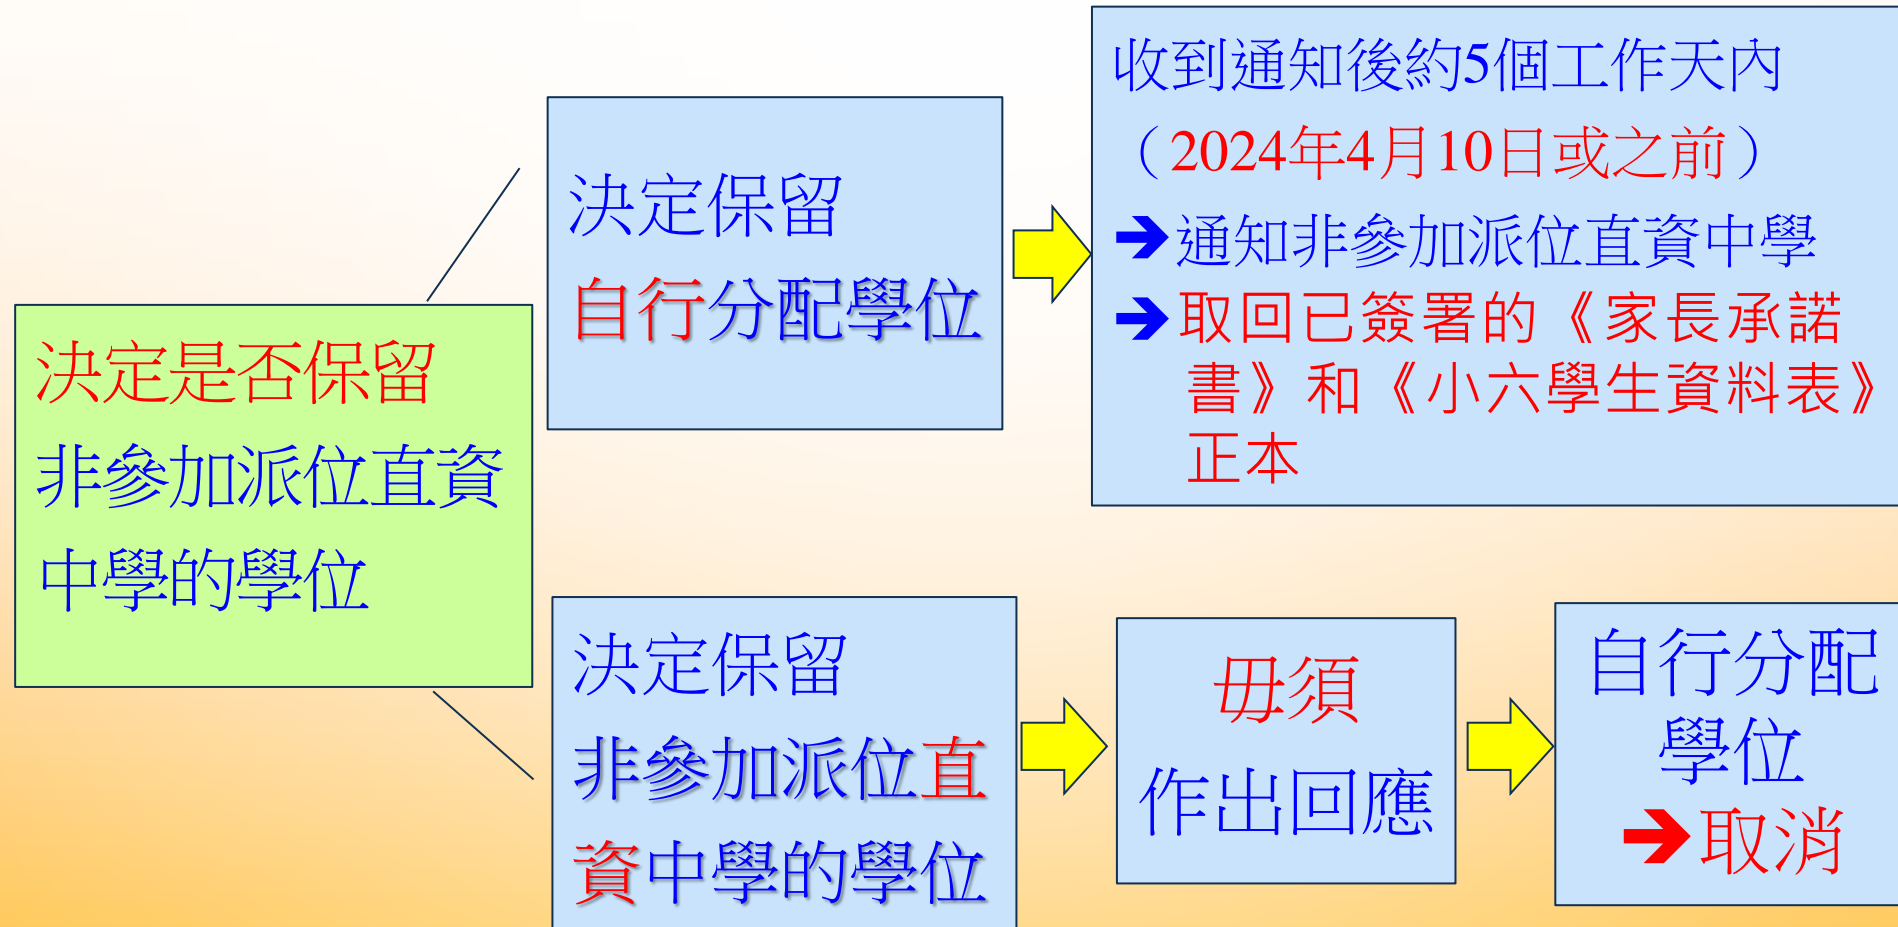 決定是否保留
非參加派位直資
中學的學位
決定保留
自行分配學位
收到通知後約5個工作天內
（2024年4月10日或之前）
➔通知非參加派位直資中學
➔取回已簽署的《家長承諾
書》和《小六學生資料表》
正本
決定保留
非參加派位直
資中學的學位
毋須
作出回應
自行分配
學位
➔取消